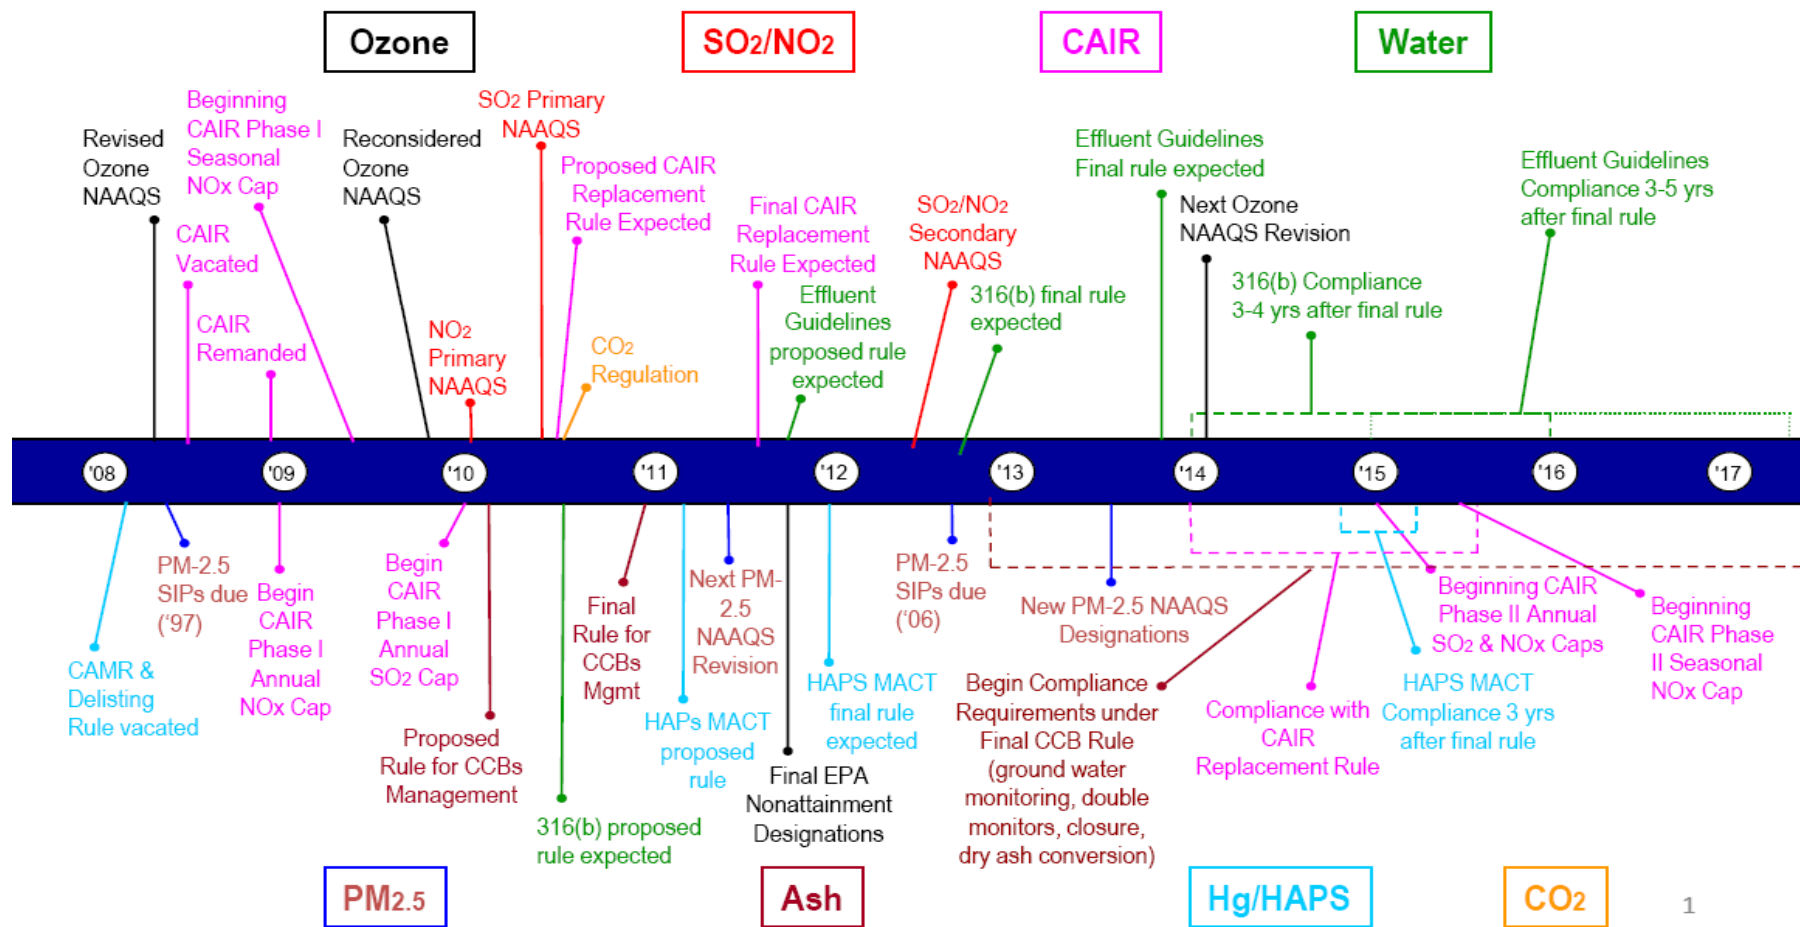 Ozone
SO2/NO2
CAIR
Water
Revised
Ozone
NAAQS
Beginning
CAIR Phase I
Seasonal
NOx Cap
CAIR
Vacated
CAIR
Remanded
Reconsidered
Ozone
NAAQS
NO2
Primary
NAAQS
SO2 Primary
NAAQS
Proposed CAIR
Replacement
Rule Expected
CO2
Regulation
Final CAIR
Replacement
Rule Expected
Effluent
Guidelines
proposed rule
expected
SO2/NO2
Secondary
NAAQS
316(b) final rule
expected
Effluent Guidelines
Final rule expected
Next Ozone
NAAQS Revision
316(b) Compliance
3-4 yrs after final rule
Effluent Guidelines
Compliance 3-5 yrs
after final rule
'08
'09
'10
'11
'12
'13
'14
'15
'16
'17
CAMR &
Delisting
Rule vacated
PM-2.5
SIPs due
('97)
Begin
CAIR
Phase I
Annual
NOx Cap
Begin
CAIR
Phase I
Annual
SO2 Cap
Proposed
Rule for CCBs
Management
316(b) proposed
rule expected
Final
Rule for
CCBs
Mgmt
HAPs MACT
proposed
rule
Next PM-
2.5
NAAQS
Revision
Final EPA
Nonattainment
Designations
HAPS MACT
final rule
expected
PM-2.5
SIPs due
('06)
New PM-2.5 NAAQS
Designations
Begin Compliance
Requirements under
Final CCB Rule
(ground water
monitoring, double
monitors, closure,
dry ash conversion)
Compliance with
CAIR
Replacement Rule
Beginning CAIR
Phase II Annual
SO2 & NOx Caps
HAPS MACT
Compliance 3 yrs
after final rule
Beginning
CAIR Phase
II Seasonal
NOx Cap
PM2.5
Ash
Hg/HAPS
CO2
1